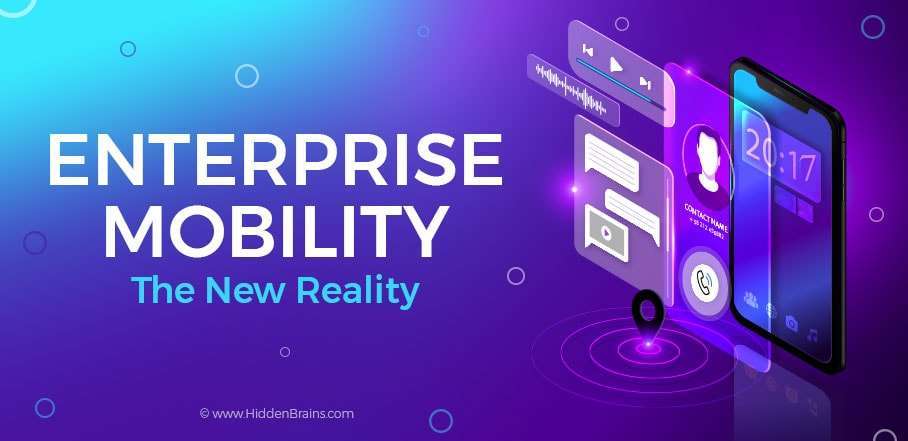 ENTERPRISE
MOBILITY
The New Reality
20:17
CONTACT NAME
© www.HiddenBrains.com